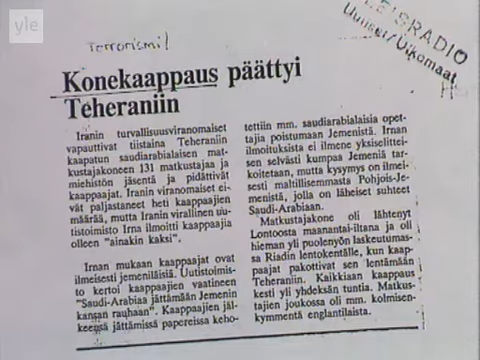 yle
Terrorismi!
EISRADIO
Uutiset/Ulkomaat
Konekaappaus päättyi
Teheraniin
Iranin turvallisuusviranomaiset
vapauttivat tiistaina Teheraniin
kaapatun saudiarabialaisen mat-
kustajakoneen 131 matkustajaa ja
miehistön jäsentä ja pidättivät
kaappaajat. Iranin viranomaiset ei-
vät paljastaneet heti kaappaajien
määrää, mutta Iranin virallinen uu-
tistoimisto Irna ilmoitti kaappaajia
olleen "ainakin kaksi".
Irnan mukaan kaappaajat ovat
ilmeisesti jemeniläisiä. Uutistoimis-
to kertoi kaappaajien vaatineen
"Saudi-Arabiaa jättämään Jemenin
kansan rauhaan". Kaappaajien jäl-
keensä jättämissä papereissa keho-
tettiin mm. saudiarabialaisia opet-
tajia poistumaan Jemenistä. Irnan
ilmoituksista ei ilmene yksiselittei-
sen selvästi kumpaa Jemeniä tar-
koitetaan, mutta kysymys on ilmei-
sesti maltillisemmasta Pohjois-Je-
menistä, jolla on läheiset suhteet
Saudi-Arabiaan.
Matkustajakone oli lähtenyt
Lontoosta maanantai-iltana ja oli
hieman yli puolenyön laskeutumas-
sa Riadin lentokentälle, kun kaap-
paajat pakottivat sen lentämään
Teheraniin. Kaikkiaan kaappaus
kesti yli yhdeksän tuntia. Matkus-
tajien joukossa oli mm. kolmisen-
kymmentä englantilaista.